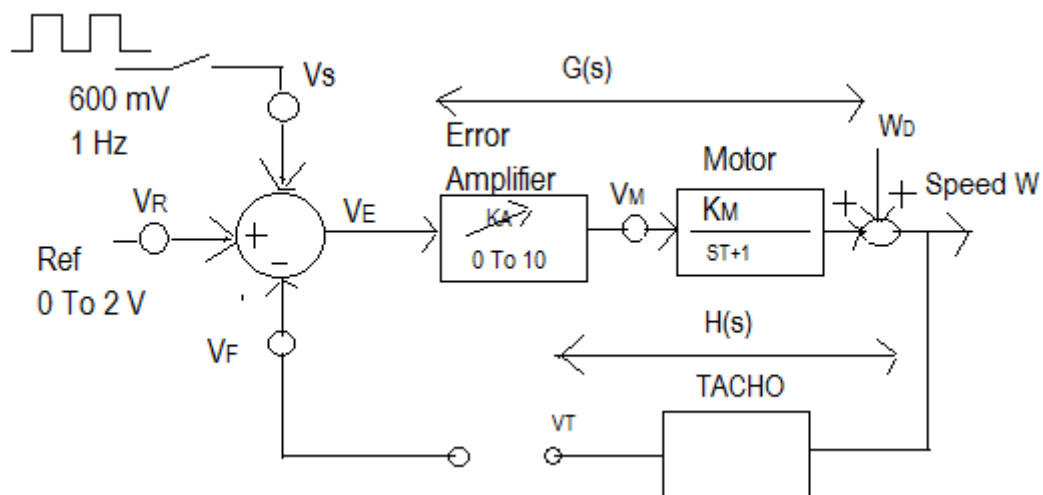 600 mV
1 Hz
Vs
G(s)
WD
Error
Amplifier
Motor
Speed W
VR
Ref
0 To 2 V
+
-
-
VE
KA
0 To 10
VM
KM
ST+1
+
+
VF
H(s)
TACHO
VT